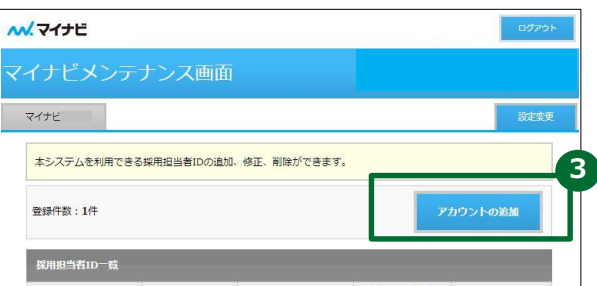 マイナビ
ログアウト
マイナビメンテナンス画面
マイナビ
設定変更
本システムを利用できる採用担当者IDの追加、修正、削除ができます。
3
登録件数：1件
アカウントの追加
採用担当者ID一覧